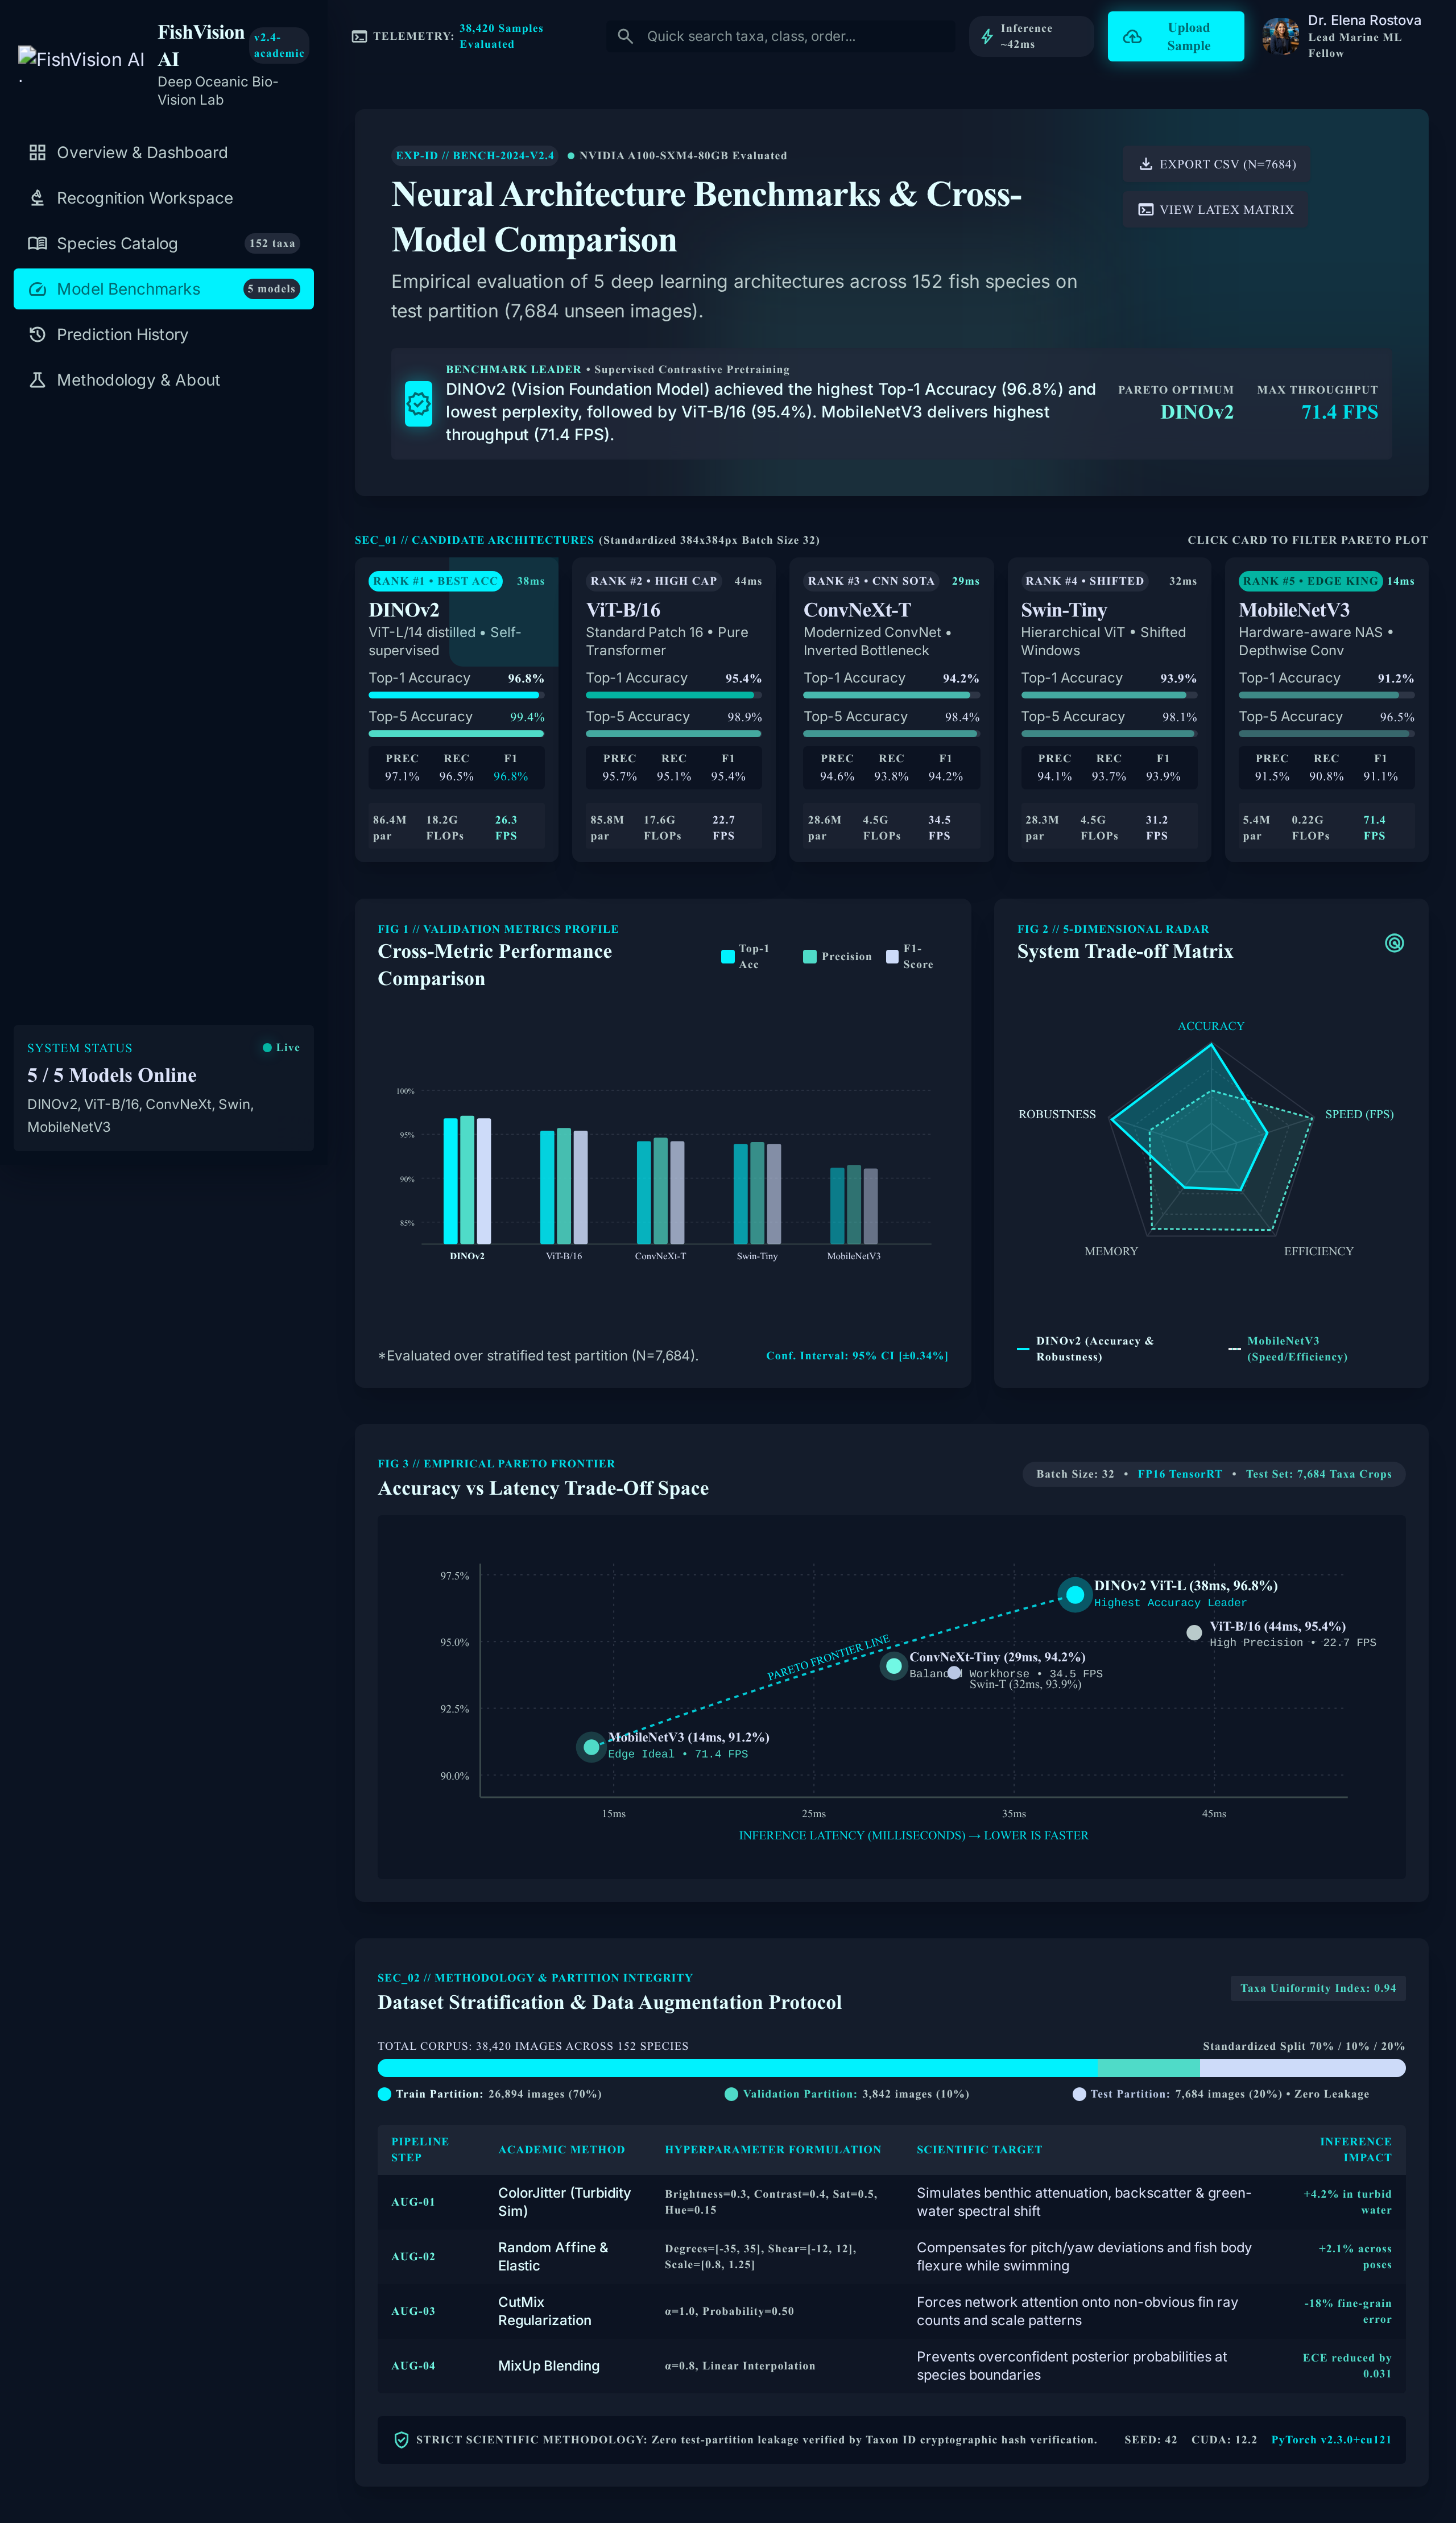 FishVision AI
.
FishVision
AI
v2.4-
academic
Deep Oceanic Bio-
Vision Lab
Overview & Dashboard
Recognition Workspace
Species Catalog
152 taxa
Model Benchmarks
5 models
Prediction History
Methodology & About
SYSTEM STATUS
Live
5 / 5 Models Online
DINOv2, ViT-B/16, ConvNeXt, Swin,
MobileNetV3
TELEMETRY:
38,420 Samples
Evaluated
Quick search taxa, class, order...
Inference
~42ms
Upload
Sample
Dr. Elena Rostova
Lead Marine ML
Fellow
EXP-ID // BENCH-2024-V2.4
NVIDIA A100-SXM4-80GB Evaluated
Neural Architecture Benchmarks & Cross-
Model Comparison
Empirical evaluation of 5 deep learning architectures across 152 fish species on
test partition (7,684 unseen images).
EXPORT CSV (N=7684)
VIEW LATEX MATRIX
BENCHMARK LEADER • Supervised Contrastive Pretraining
DINOv2 (Vision Foundation Model) achieved the highest Top-1 Accuracy (96.8%) and
lowest perplexity, followed by ViT-B/16 (95.4%). MobileNetV3 delivers highest
throughput (71.4 FPS).
PARETO OPTIMUM
DINOv2
MAX THROUGHPUT
71.4 FPS
SEC_01 // CANDIDATE ARCHITECTURES (Standardized 384x384px Batch Size 32)
CLICK CARD TO FILTER PARETO PLOT
RANK #1 • BEST ACC
38ms
DINOv2
ViT-L/14 distilled • Self-
supervised
Top-1 Accuracy 96.8%
Top-5 Accuracy 99.4%
PREC REC F1
97.1% 96.5% 96.8%
86.4M 18.2G 26.3
par FLOPs FPS
RANK #2 • HIGH CAP
44ms
ViT-B/16
Standard Patch 16 • Pure
Transformer
Top-1 Accuracy 95.4%
Top-5 Accuracy 98.9%
PREC REC F1
95.7% 95.1% 95.4%
85.8M 17.6G 22.7
par FLOPs FPS
RANK #3 • CNN SOTA
29ms
ConvNeXt-T
Modernized ConvNet •
Inverted Bottleneck
Top-1 Accuracy 94.2%
Top-5 Accuracy 98.4%
PREC REC F1
94.6% 93.8% 94.2%
28.6M 4.5G 34.5
par FLOPs FPS
RANK #4 • SHIFTED
32ms
Swin-Tiny
Hierarchical ViT • Shifted
Windows
Top-1 Accuracy 93.9%
Top-5 Accuracy 98.1%
PREC REC F1
94.1% 93.7% 93.9%
28.3M 4.5G 31.2
par FLOPs FPS
RANK #5 • EDGE KING
14ms
MobileNetV3
Hardware-aware NAS •
Depthwise Conv
Top-1 Accuracy 91.2%
Top-5 Accuracy 96.5%
PREC REC F1
91.5% 90.8% 91.1%
5.4M 0.22G 71.4
par FLOPs FPS
FIG 1 // VALIDATION METRICS PROFILE
Cross-Metric Performance
Comparison
Top-1
Acc
Precision
F1-
Score
100%
95%
90%
85%
DINOv2 ViT-B/16 ConvNeXt-T Swin-Tiny MobileNetV3
*Evaluated over stratified test partition (N=7,684).
Conf. Interval: 95% CI [±0.34%]
FIG 2 // 5-DIMENSIONAL RADAR
System Trade-off Matrix
ACCURACY
ROBUSTNESS
SPEED (FPS)
MEMORY
EFFICIENCY
DINOv2 (Accuracy &
Robustness)
MobileNetV3
(Speed/Efficiency)
FIG 3 // EMPIRICAL PARETO FRONTIER
Accuracy vs Latency Trade-Off Space
Batch Size: 32 • FP16 TensorRT • Test Set: 7,684 Taxa Crops
97.5%
95.0%
92.5%
90.0%
DINOv2 ViT-L (38ms, 96.8%)
Highest Accuracy Leader
ViT-B/16 (44ms, 95.4%)
High Precision • 22.7 FPS
PARETO FRONTIER LINE
ConvNeXt-Tiny (29ms, 94.2%)
Balanced Workhorse • 34.5 FPS
Swin-T (32ms, 93.9%)
MobileNetV3 (14ms, 91.2%)
Edge Ideal • 71.4 FPS
15ms 25ms 35ms 45ms
INFERENCE LATENCY (MILLISECONDS) → LOWER IS FASTER
SEC_02 // METHODOLOGY & PARTITION INTEGRITY
Dataset Stratification & Data Augmentation Protocol
Taxa Uniformity Index: 0.94
TOTAL CORPUS: 38,420 IMAGES ACROSS 152 SPECIES
Standardized Split 70% / 10% / 20%
Train Partition: 26,894 images (70%)
Validation Partition: 3,842 images (10%)
Test Partition: 7,684 images (20%) • Zero Leakage
PIPELINE
STEP
ACADEMIC METHOD
HYPERPARAMETER FORMULATION
SCIENTIFIC TARGET
INFERENCE
IMPACT
AUG-01
ColorJitter (Turbidity
Sim)
Brightness=0.3, Contrast=0.4, Sat=0.5,
Hue=0.15
Simulates benthic attenuation, backscatter & green-
water spectral shift
+4.2% in turbid
water
AUG-02
Random Affine &
Elastic
Degrees=[-35, 35], Shear=[-12, 12],
Scale=[0.8, 1.25]
Compensates for pitch/yaw deviations and fish body
flexure while swimming
+2.1% across
poses
AUG-03
CutMix
Regularization
α=1.0, Probability=0.50
Forces network attention onto non-obvious fin ray
counts and scale patterns
-18% fine-grain
error
AUG-04
MixUp Blending
α=0.8, Linear Interpolation
Prevents overconfident posterior probabilities at
species boundaries
ECE reduced by
0.031
STRICT SCIENTIFIC METHODOLOGY: Zero test-partition leakage verified by Taxon ID cryptographic hash verification.
SEED: 42
CUDA: 12.2
PyTorch v2.3.0+cu121